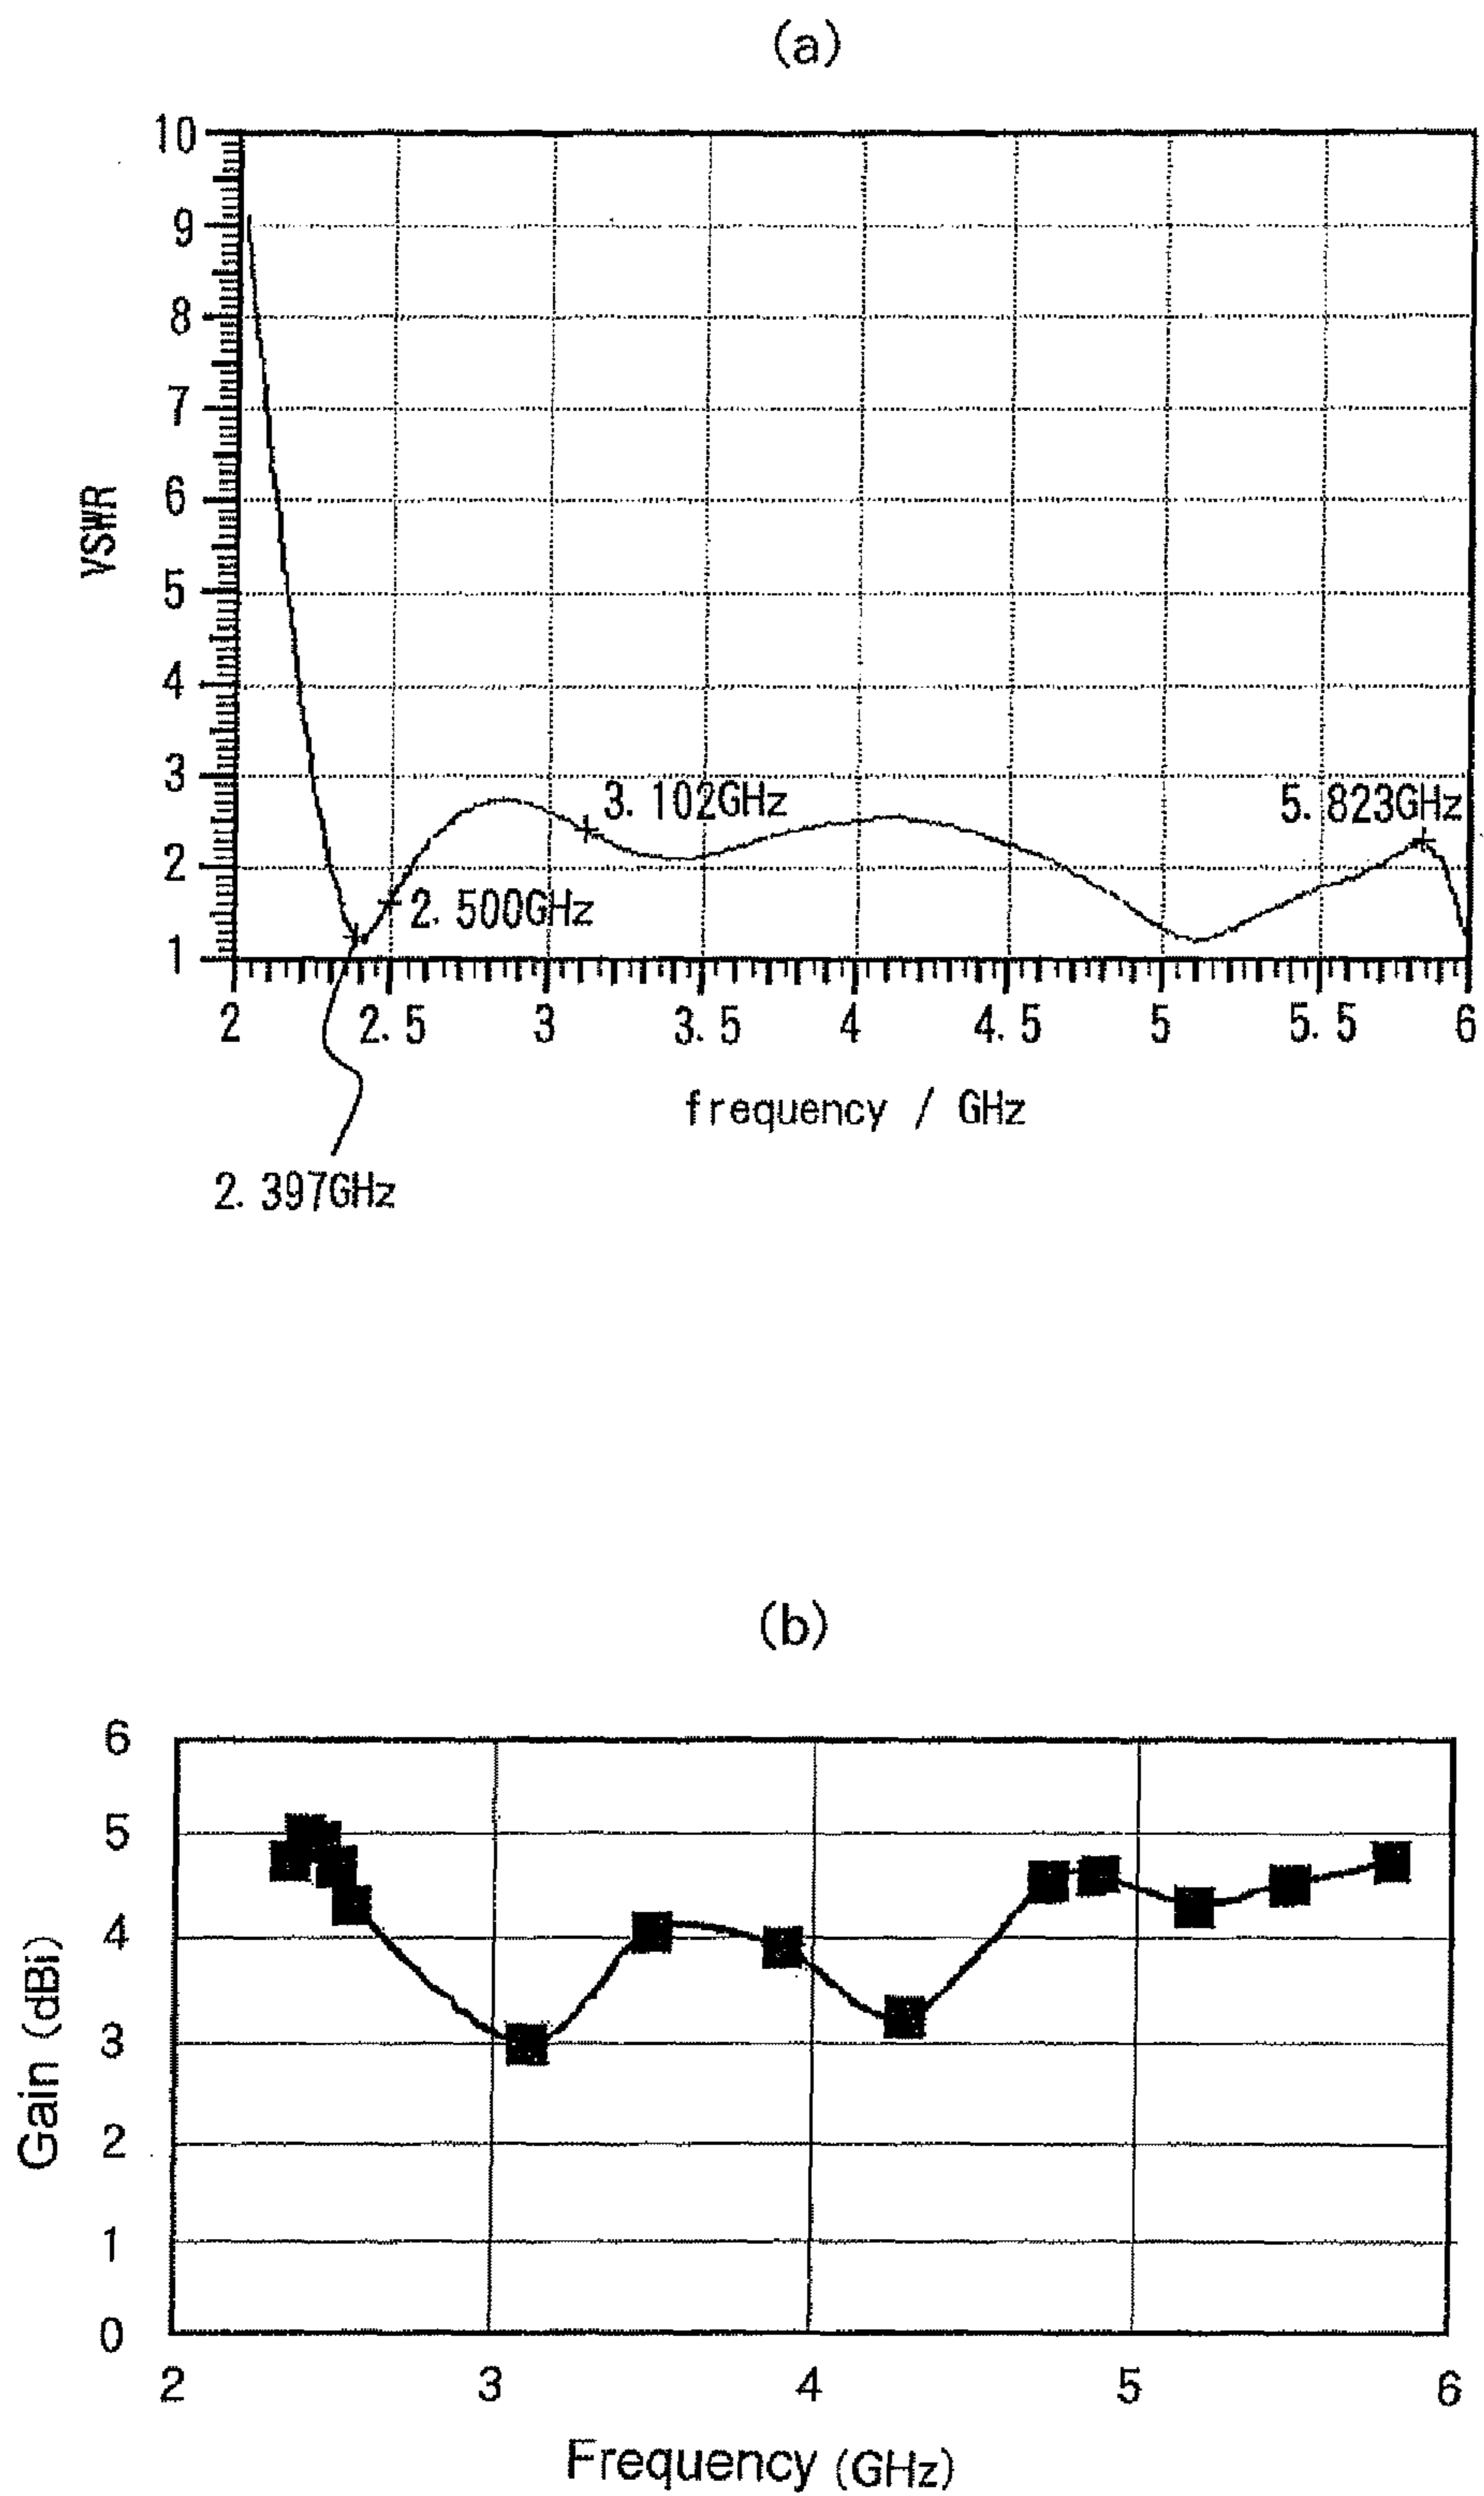 (a)
10
9
8
7
6
5
4
3
2
1
VSWR
3. 102GHz
5. 823GHz
2. 500GHz
2 2. 5 3 3. 5 4 4. 5 5 5. 5 6
frequency / GHz
2. 397GHz
(b)
6
5
4
3
2
1
0
Gain (dBi)
2 3 4 5 6
Frequency (GHz)